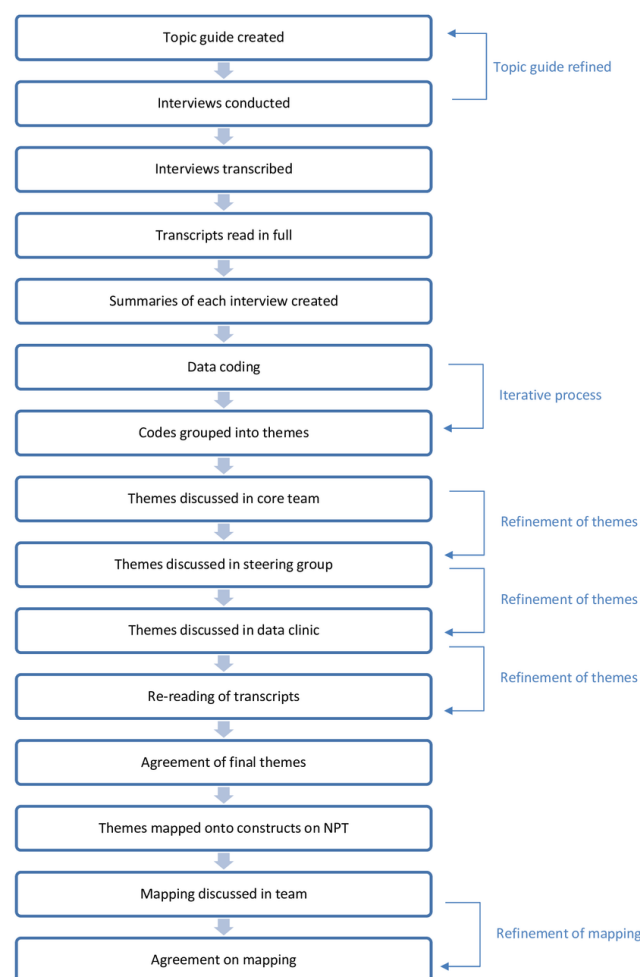 Topic guide created
Topic guide refined
Interviews conducted
Interviews transcribed
Transcripts read in full
Summaries of each interview created
Data coding
Iterative process
Codes grouped into themes
Themes discussed in core team
Refinement of themes
Themes discussed in steering group
Refinement of themes
Themes discussed in data clinic
Refinement of themes
Re-reading of transcripts
Agreement of final themes
Themes mapped onto constructs on NPT
Mapping discussed in team
Refinement of mapping
Agreement on mapping